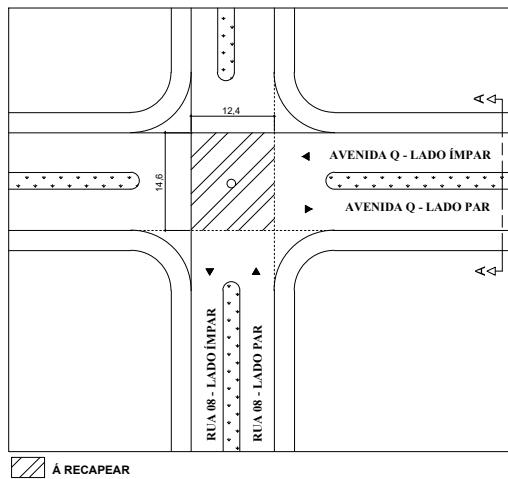 12,4
A
AVENIDA Q - LADO ÍMPAR
14,6
AVENIDA Q - LADO PAR
A
RUA 08 - LADO ÍMPAR
RUA 08 - LADO PAR
Á RECAPEAR